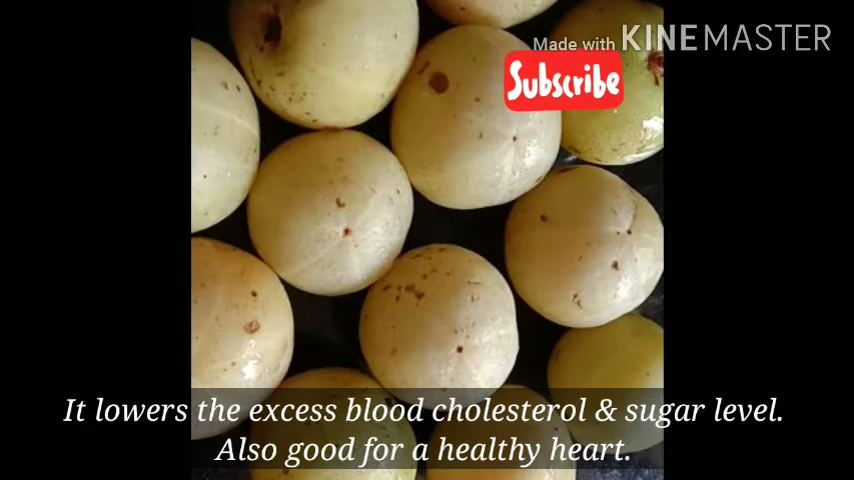 Made with KINEMASTER
Subscribe
It lowers the excess blood cholesterol & sugar level.
Also good for a healthy heart.